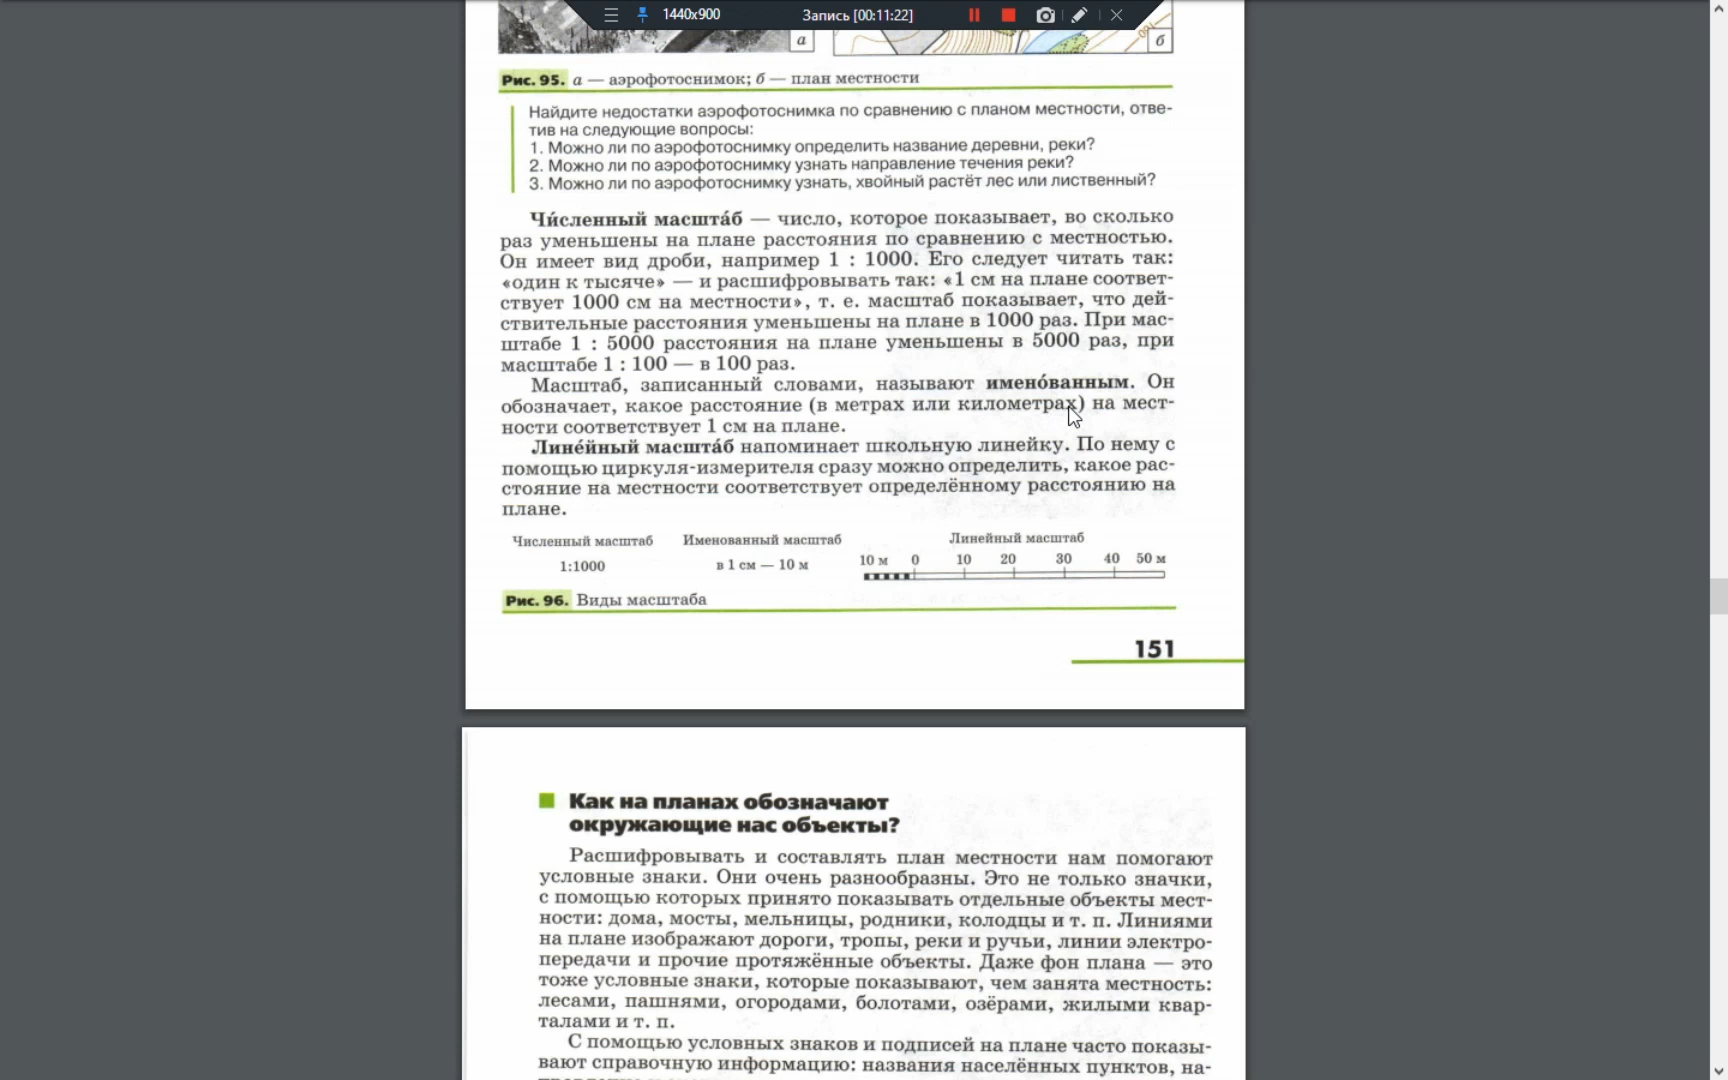 1440x900
Запись [00:11:22]
а
б
Рис. 95. а — аэрофотоснимок; б — план местности
Найдите недостатки аэрофотоснимка по сравнению с планом местности, отве-
тив на следующие вопросы:
1. Можно ли по аэрофотоснимку определить название деревни, реки?
2. Можно ли по аэрофотоснимку узнать направление течения реки?
3. Можно ли по аэрофотоснимку узнать, хвойный растёт лес или лиственный?
Чи́сленный масшта́б — число, которое показывает, во сколько
раз уменьшены на плане расстояния по сравнению с местностью.
Он имеет вид дроби, например 1 : 1000. Его следует читать так:
«один к тысяче» — и расшифровывать так: «1 см на плане соответ-
ствует 1000 см на местности», т. е. масштаб показывает, что дей-
ствительные расстояния уменьшены на плане в 1000 раз. При мас-
штабе 1 : 5000 расстояния на плане уменьшены в 5000 раз, при
масштабе 1 : 100 — в 100 раз.
Масштаб, записанный словами, называют имено́ванным. Он
обозначает, какое расстояние (в метрах или километрах) на мест-
ности соответствует 1 см на плане.
Лине́йный масшта́б напоминает школьную линейку. По нему с
помощью циркуля-измерителя сразу можно определить, какое рас-
стояние на местности соответствует определённому расстоянию на
плане.
Численный масштаб Именованный масштаб Линейный масштаб
1:1000 в 1 см — 10 м 10 м 0 10 20 30 40 50 м
Рис. 96. Виды масштаба
151
Как на планах обозначают
окружающие нас объекты?
Расшифровывать и составлять план местности нам помогают
условные знаки. Они очень разнообразны. Это не только значки,
с помощью которых принято показывать отдельные объекты мест-
ности: дома, мосты, мельницы, родники, колодцы и т. п. Линиями
на плане изображают дороги, тропы, реки и ручьи, линии электро-
передачи и прочие протяжённые объекты. Даже фон плана — это
тоже условные знаки, которые показывают, чем занята местность:
лесами, пашнями, огородами, болотами, озёрами, жилыми квар-
талами и т. п.
С помощью условных знаков и подписей на плане часто показы-
вают справочную информацию: названия населённых пунктов, на-